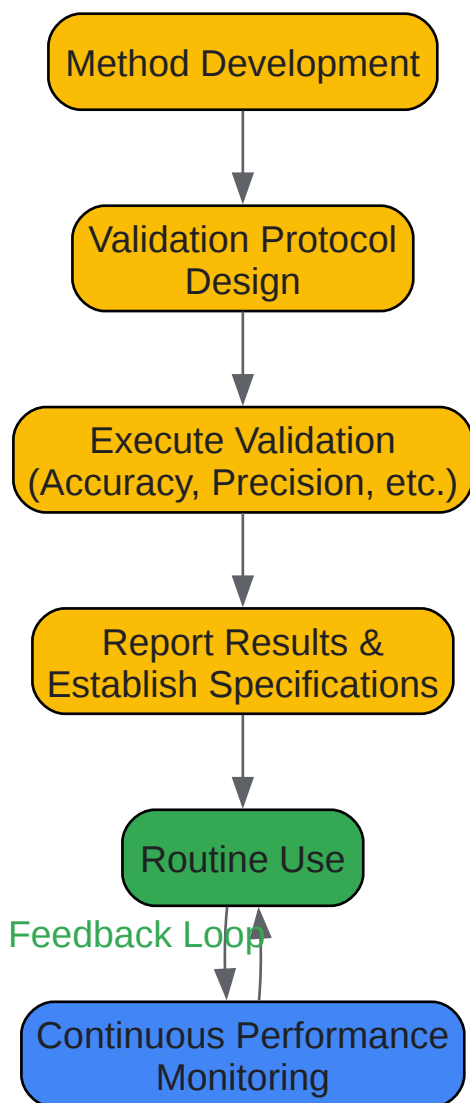 Method Development
Validation Protocol
Design
Execute Validation
(Accuracy, Precision, etc.)
Report Results &
Establish Specifications
Routine Use
Feedback Loop
Continuous Performance
Monitoring